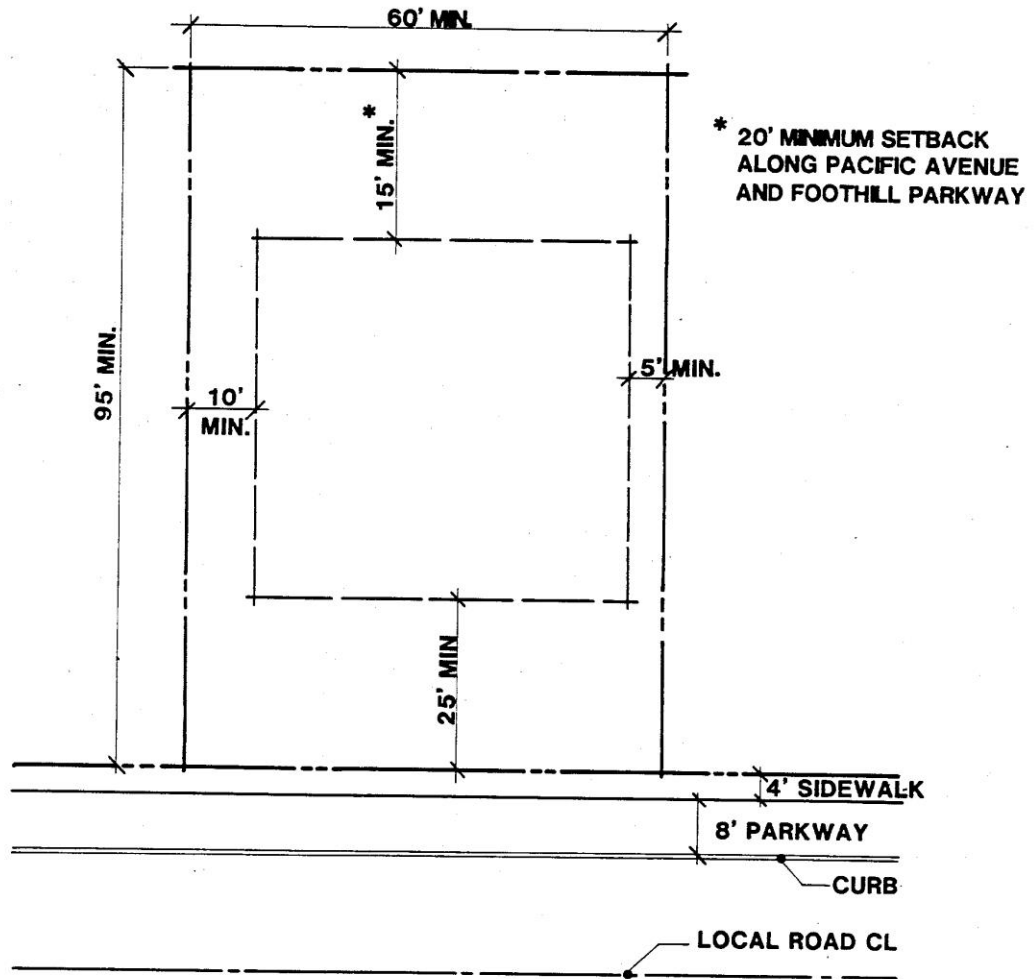 60' MIN.
15' MIN.*
* 20' MINIMUM SETBACK
ALONG PACIFIC AVENUE
AND FOOTHILL PARKWAY
95' MIN.
10'
MIN.
5' MIN.
25' MIN
4' SIDEWALK
8' PARKWAY
CURB
LOCAL ROAD CL